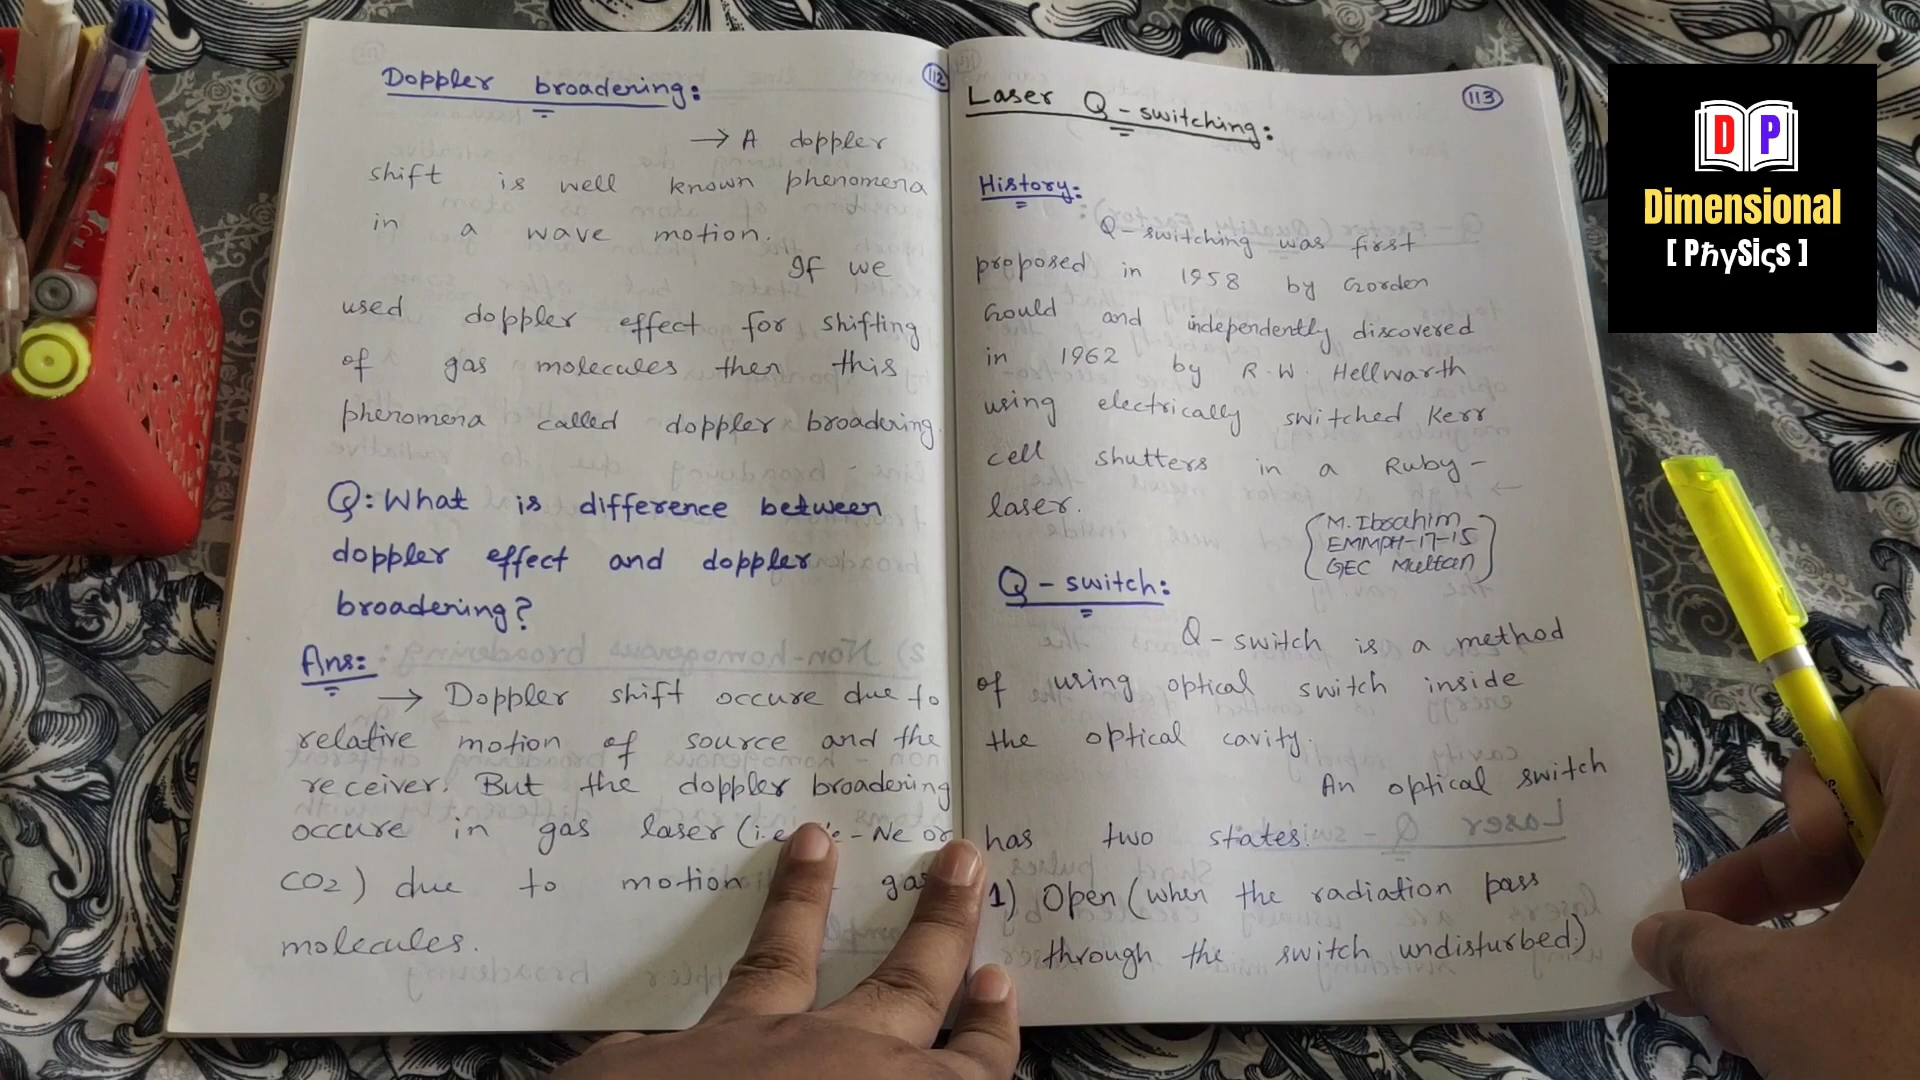 Doppler broadering:
112
→ A doppler
shift is well known phenomena
in a wave motion.
If we
used doppler effect for shifting
of gas molecules then this
phenomena called doppler broadering.
Q: What is difference between
doppler effect and doppler
broadering?
Ans:
→ Doppler shift occure due to
relative motion of source and the
receiver. But the doppler broadering
occure in gas laser (i.e - Ne or
CO2) due to motion gas
molecules.
Laser Q-switching:
113
History:
Q-switching was first
proposed in 1958 by Gorden
Gould and independently discovered
in 1962 by R.W. Hellwarth
using electrically switched Kerr
cell shutters in a Ruby-
laser.
M. Ibrahim
EMMPH-17-15
GEC Multan
Q-switch:
Q-switch is a method
of using optical switch inside
the optical cavity.
An optical switch
has two states:
1) Open (when the radiation pass
through the switch undisturbed)
DP
Dimensional
[ PℏγSiςs ]